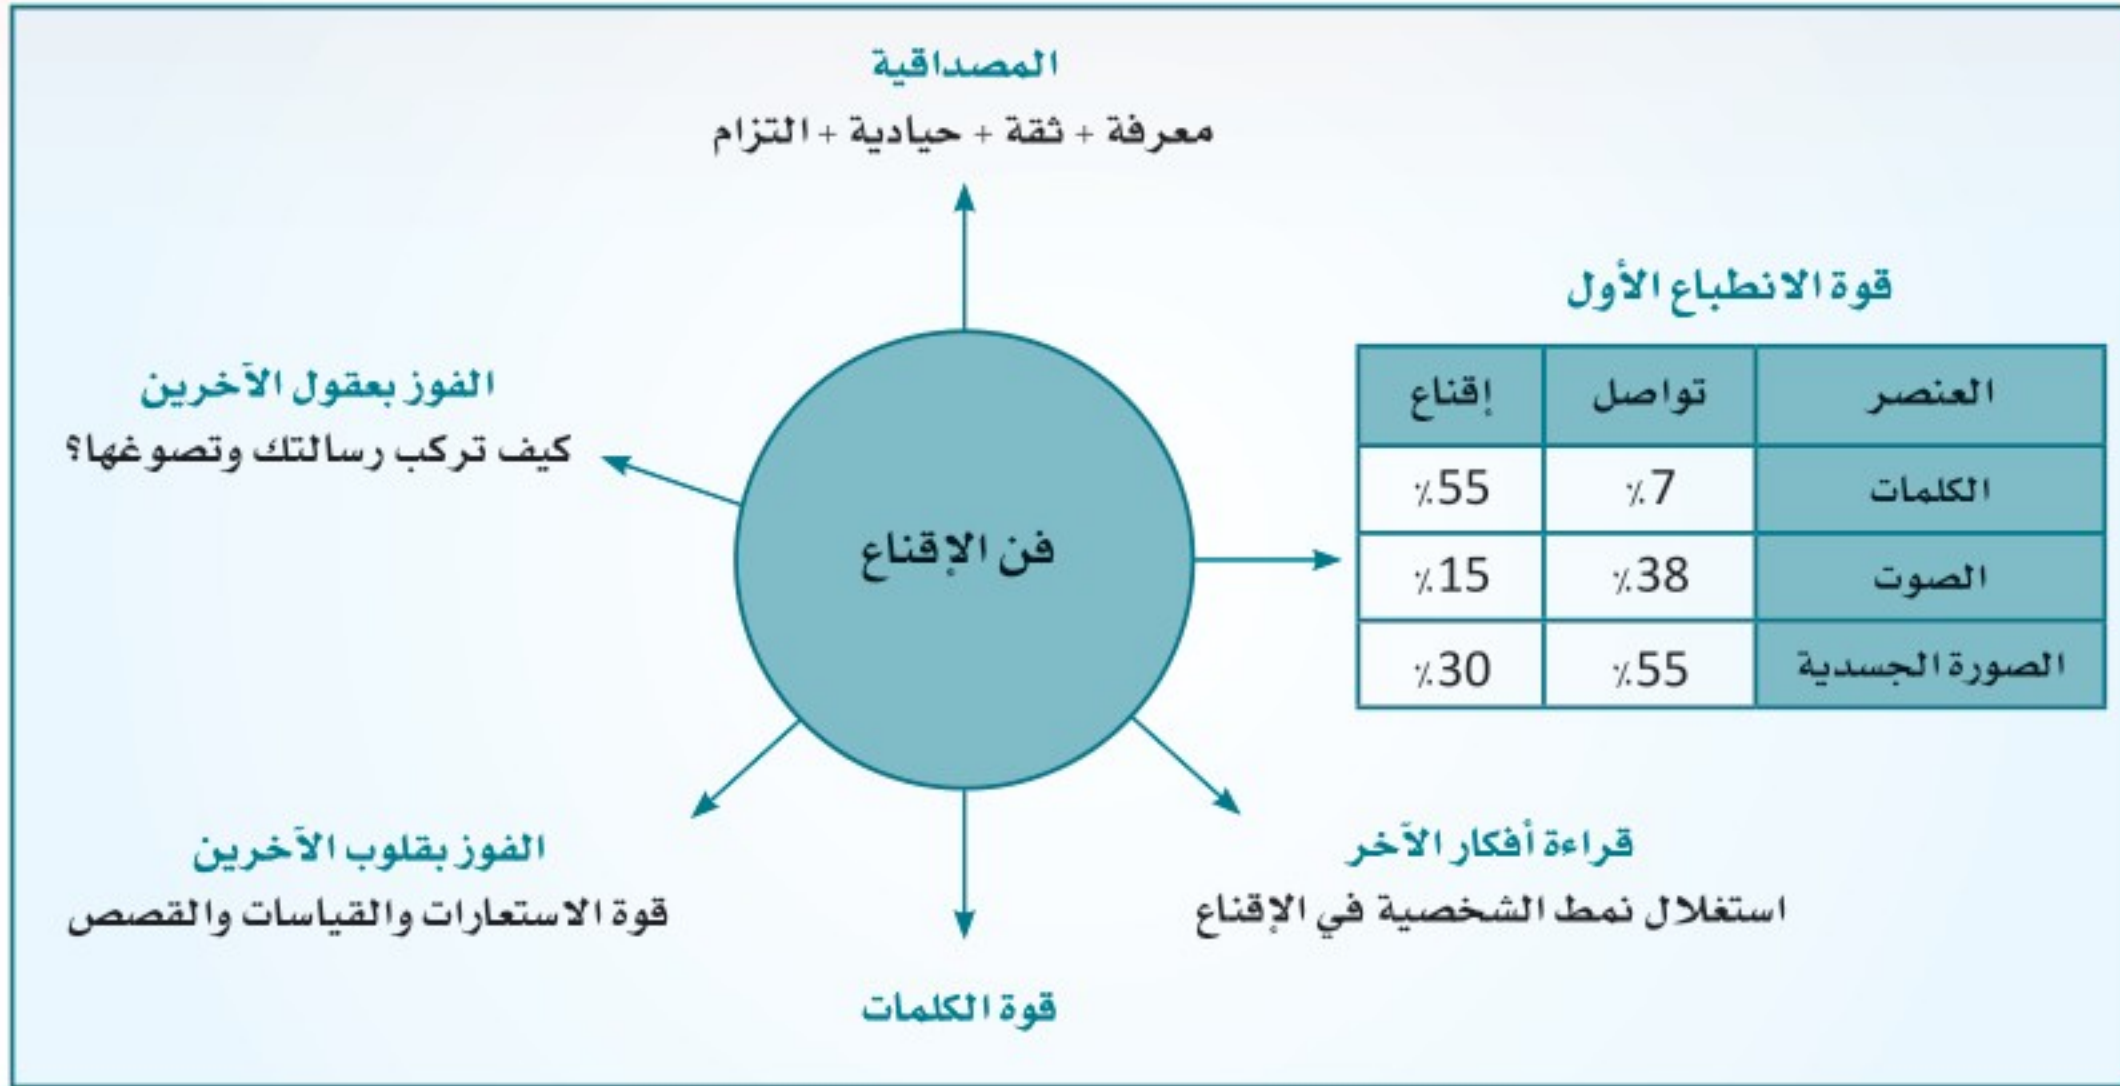 المصداقية
معرفة + ثقة + حيادية + التزام
قوة الانطباع الأول
العنصر تواصل إقناع
الكلمات 7٪ 55٪
الصوت 38٪ 15٪
الصورة الجسدية 55٪ 30٪
الفوز بعقول الآخرين
كيف تركب رسالتك وتصوغها؟
فن الإقناع
قراءة أفكار الآخر
استغلال نمط الشخصية في الإقناع
الفوز بقلوب الآخرين
قوة الاستعارات والقياسات والقصص
قوة الكلمات